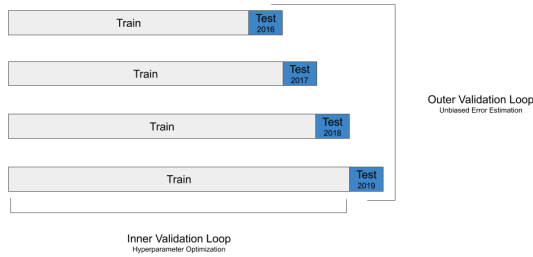 Train
Test
2016
Train
Test
2017
Train
Test
2018
Train
Test
2019
Outer Validation Loop
Unbiased Error Estimation
Inner Validation Loop
Hyperparameter Optimization